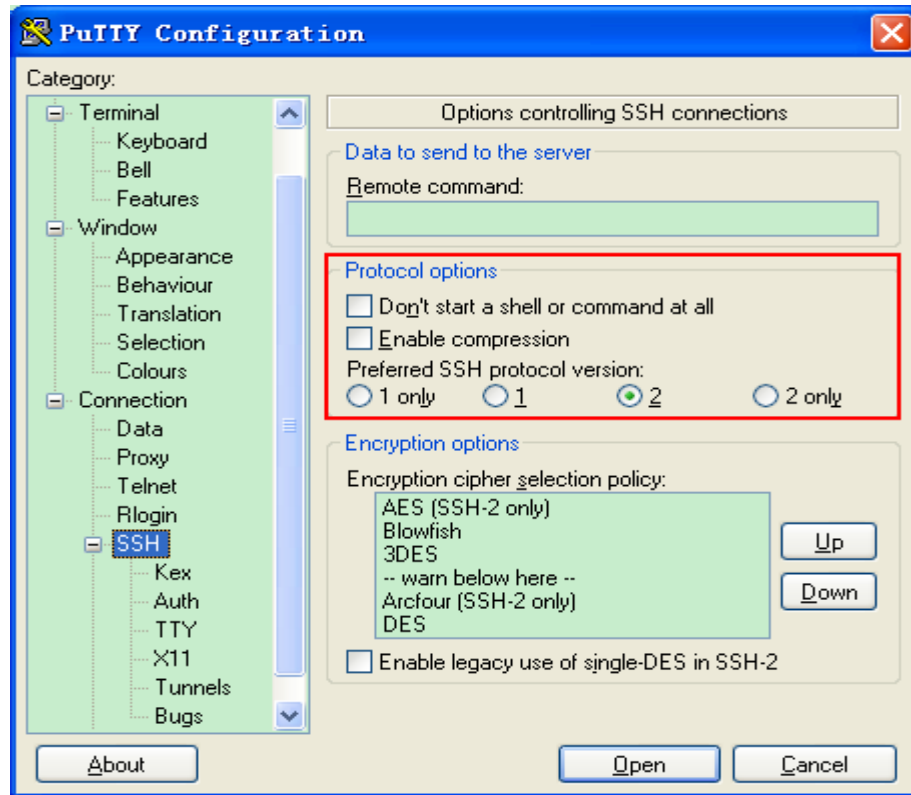 PuTTY Configuration
Category:
Terminal
Keyboard
Bell
Features
Window
Appearance
Behaviour
Translation
Selection
Colours
Connection
Data
Proxy
Telnet
Rlogin
SSH
Kex
Auth
TTY
X11
Tunnels
Bugs
Options controlling SSH connections
Data to send to the server
Remote command:
Protocol options
Don't start a shell or command at all
Enable compression
Preferred SSH protocol version:
1 only 1 2 2 only
Encryption options
Encryption cipher selection policy:
AES (SSH-2 only)
Blowfish
3DES
-- warn below here --
Arcfour (SSH-2 only)
DES
Up
Down
Enable legacy use of single-DES in SSH-2
About Open Cancel